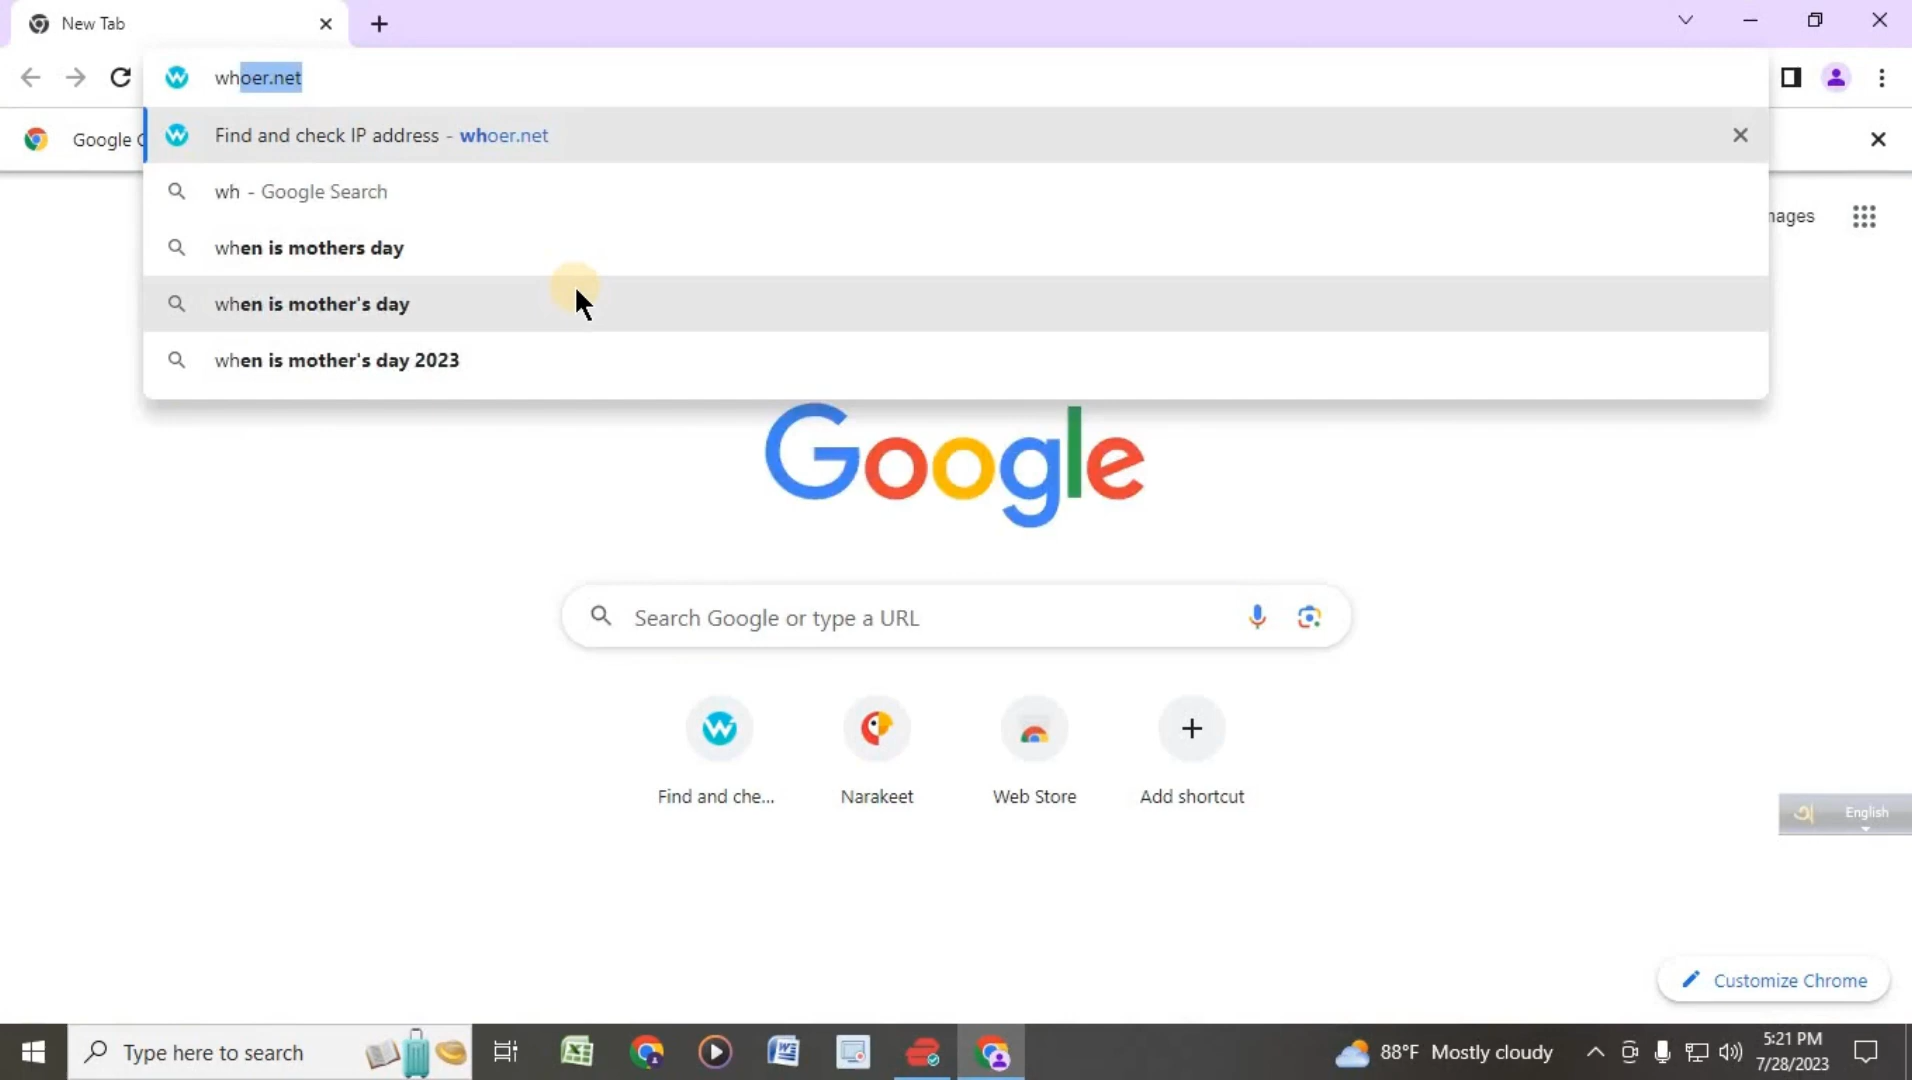 New Tab
whoer.net
Google
Find and check IP address - whoer.net
wh - Google Search
when is mothers day
when is mother's day
when is mother's day 2023
Google
Search Google or type a URL
Find and che...
Narakeet
Web Store
Add shortcut
অ English
Customize Chrome
Type here to search
88°F Mostly cloudy
5:21 PM
7/28/2023